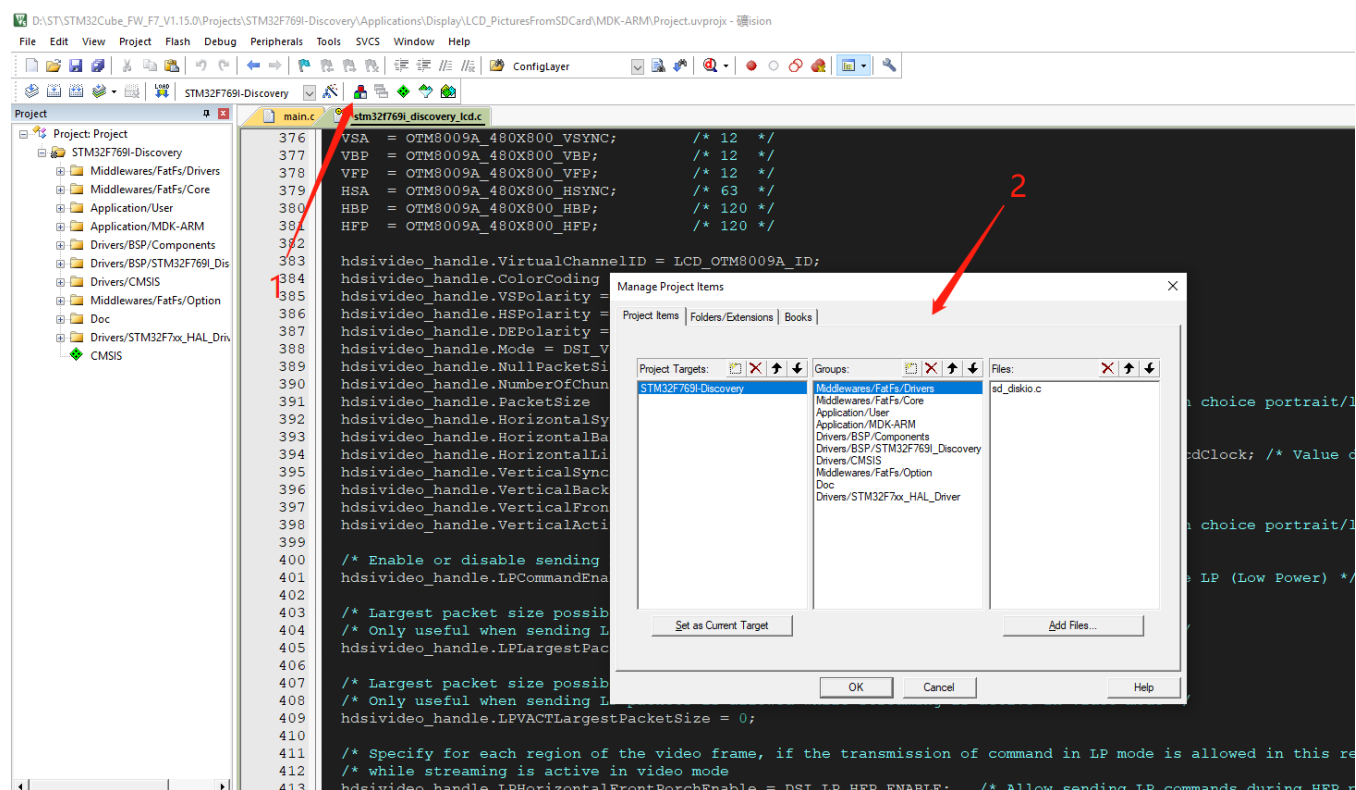 D:\ST\STM32Cube_FW_F7_V1.15.0\Projects\STM32F769I-Discovery\Applications\Display\LCD_PicturesFromSDCard\MDK-ARM\Project.uvprojx - 礦ision
File Edit View Project Flash Debug Peripherals Tools SVCS Window Help
ConfigLayer
LOAD STM32F769I-Discovery
Project
main.c stm32f769i_discovery_lcd.c
Project: Project
STM32F769I-Discovery
Middlewares/FatFs/Drivers
Middlewares/FatFs/Core
Application/User
Application/MDK-ARM
Drivers/BSP/Components
Drivers/BSP/STM32F769I_Dis
Drivers/CMSIS
Middlewares/FatFs/Option
Doc
Drivers/STM32F7xx_HAL_Driv
CMSIS
1
2
376 VSA = OTM8009A_480X800_VSYNC; /* 12 */
377 VBP = OTM8009A_480X800_VBP; /* 12 */
378 VFP = OTM8009A_480X800_VFP; /* 12 */
379 HSA = OTM8009A_480X800_HSYNC; /* 63 */
380 HBP = OTM8009A_480X800_HBP; /* 120 */
381 HFP = OTM8009A_480X800_HFP; /* 120 */
382
383 hdsivideo_handle.VirtualChannelID = LCD_OTM8009A_ID;
384 hdsivideo_handle.ColorCoding
385 hdsivideo_handle.VSPolarity =
386 hdsivideo_handle.HSPolarity =
387 hdsivideo_handle.DEPolarity =
388 hdsivideo_handle.Mode = DSI_V
389 hdsivideo_handle.NullPacketSi
390 hdsivideo_handle.NumberOfChun
391 hdsivideo_handle.PacketSize choice portrait/l
392 hdsivideo_handle.HorizontalSy
393 hdsivideo_handle.HorizontalBa
394 hdsivideo_handle.HorizontalLi cdClock; /* Value d
395 hdsivideo_handle.VerticalSync
396 hdsivideo_handle.VerticalBack
397 hdsivideo_handle.VerticalFron
398 hdsivideo_handle.VerticalActi choice portrait/l
399
400 /* Enable or disable sending
401 hdsivideo_handle.LPCommandEna LP (Low Power) */
402
403 /* Largest packet size possib
404 /* Only useful when sending L
405 hdsivideo_handle.LPLargestPac
406
407 /* Largest packet size possib
408 /* Only useful when sending
409 hdsivideo_handle.LPVACTLargestPacketSize = 0;
410
411 /* Specify for each region of the video frame, if the transmission of command in LP mode is allowed in this re
412 /* while streaming is active in video mode
413 hdsivideo_handle.LPHorizontalFrontPorchEnable = DSI_LP_HFP_ENABLE; /* Allow sending LP commands during HFP
Manage Project Items
Project Items Folders/Extensions Books
Project Targets: Groups: Files:
STM32F769I-Discovery
Middlewares/FatFs/Drivers
Middlewares/FatFs/Core
Application/User
Application/MDK-ARM
Drivers/BSP/Components
Drivers/BSP/STM32F769I_Discovery
Drivers/CMSIS
Middlewares/FatFs/Option
Doc
Drivers/STM32F7xx_HAL_Driver
sd_diskio.c
Set as Current Target
Add Files...
OK Cancel Help